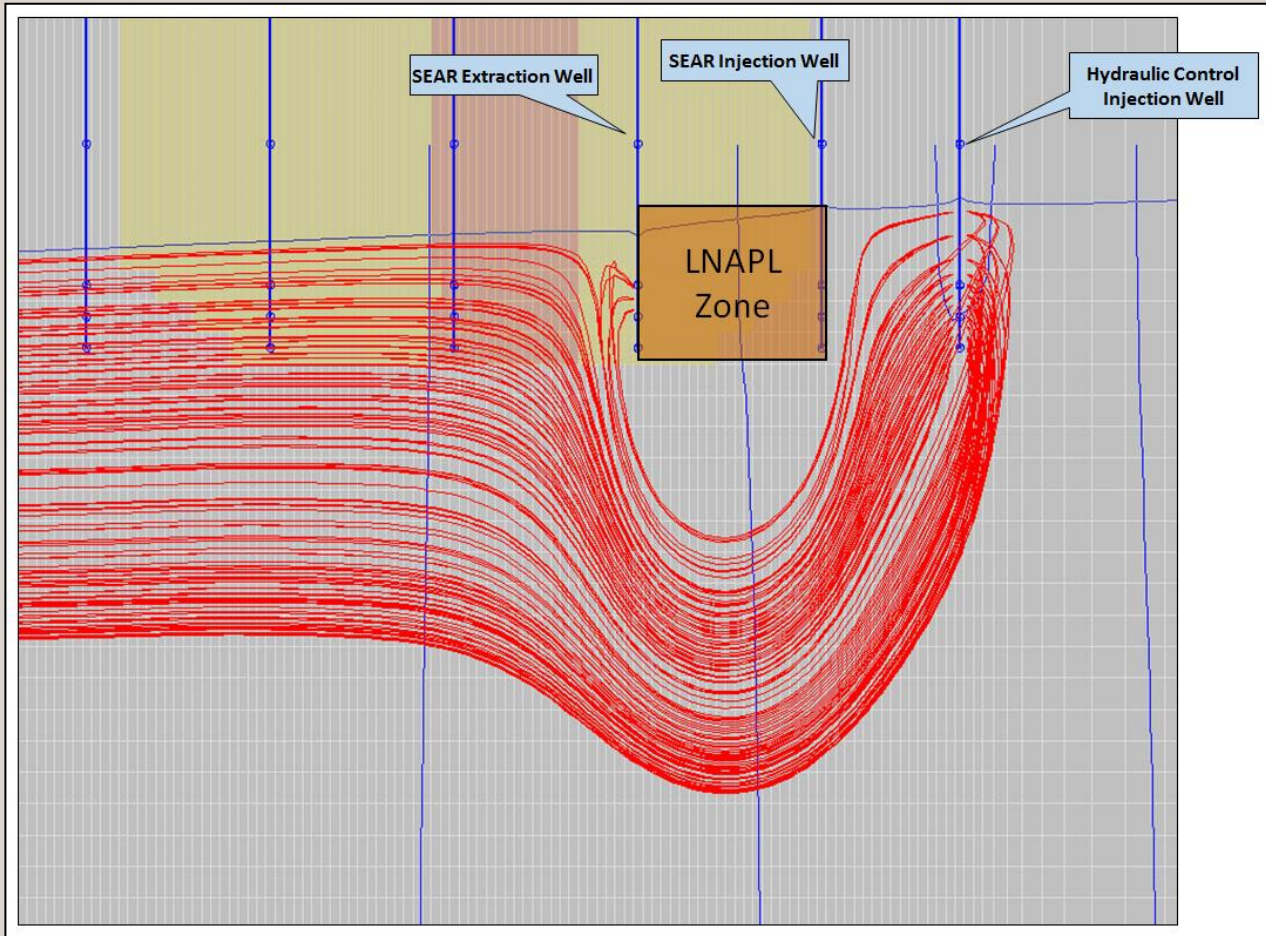 SEAR Extraction Well
SEAR Injection Well
Hydraulic Control
Injection Well
LNAPL
Zone